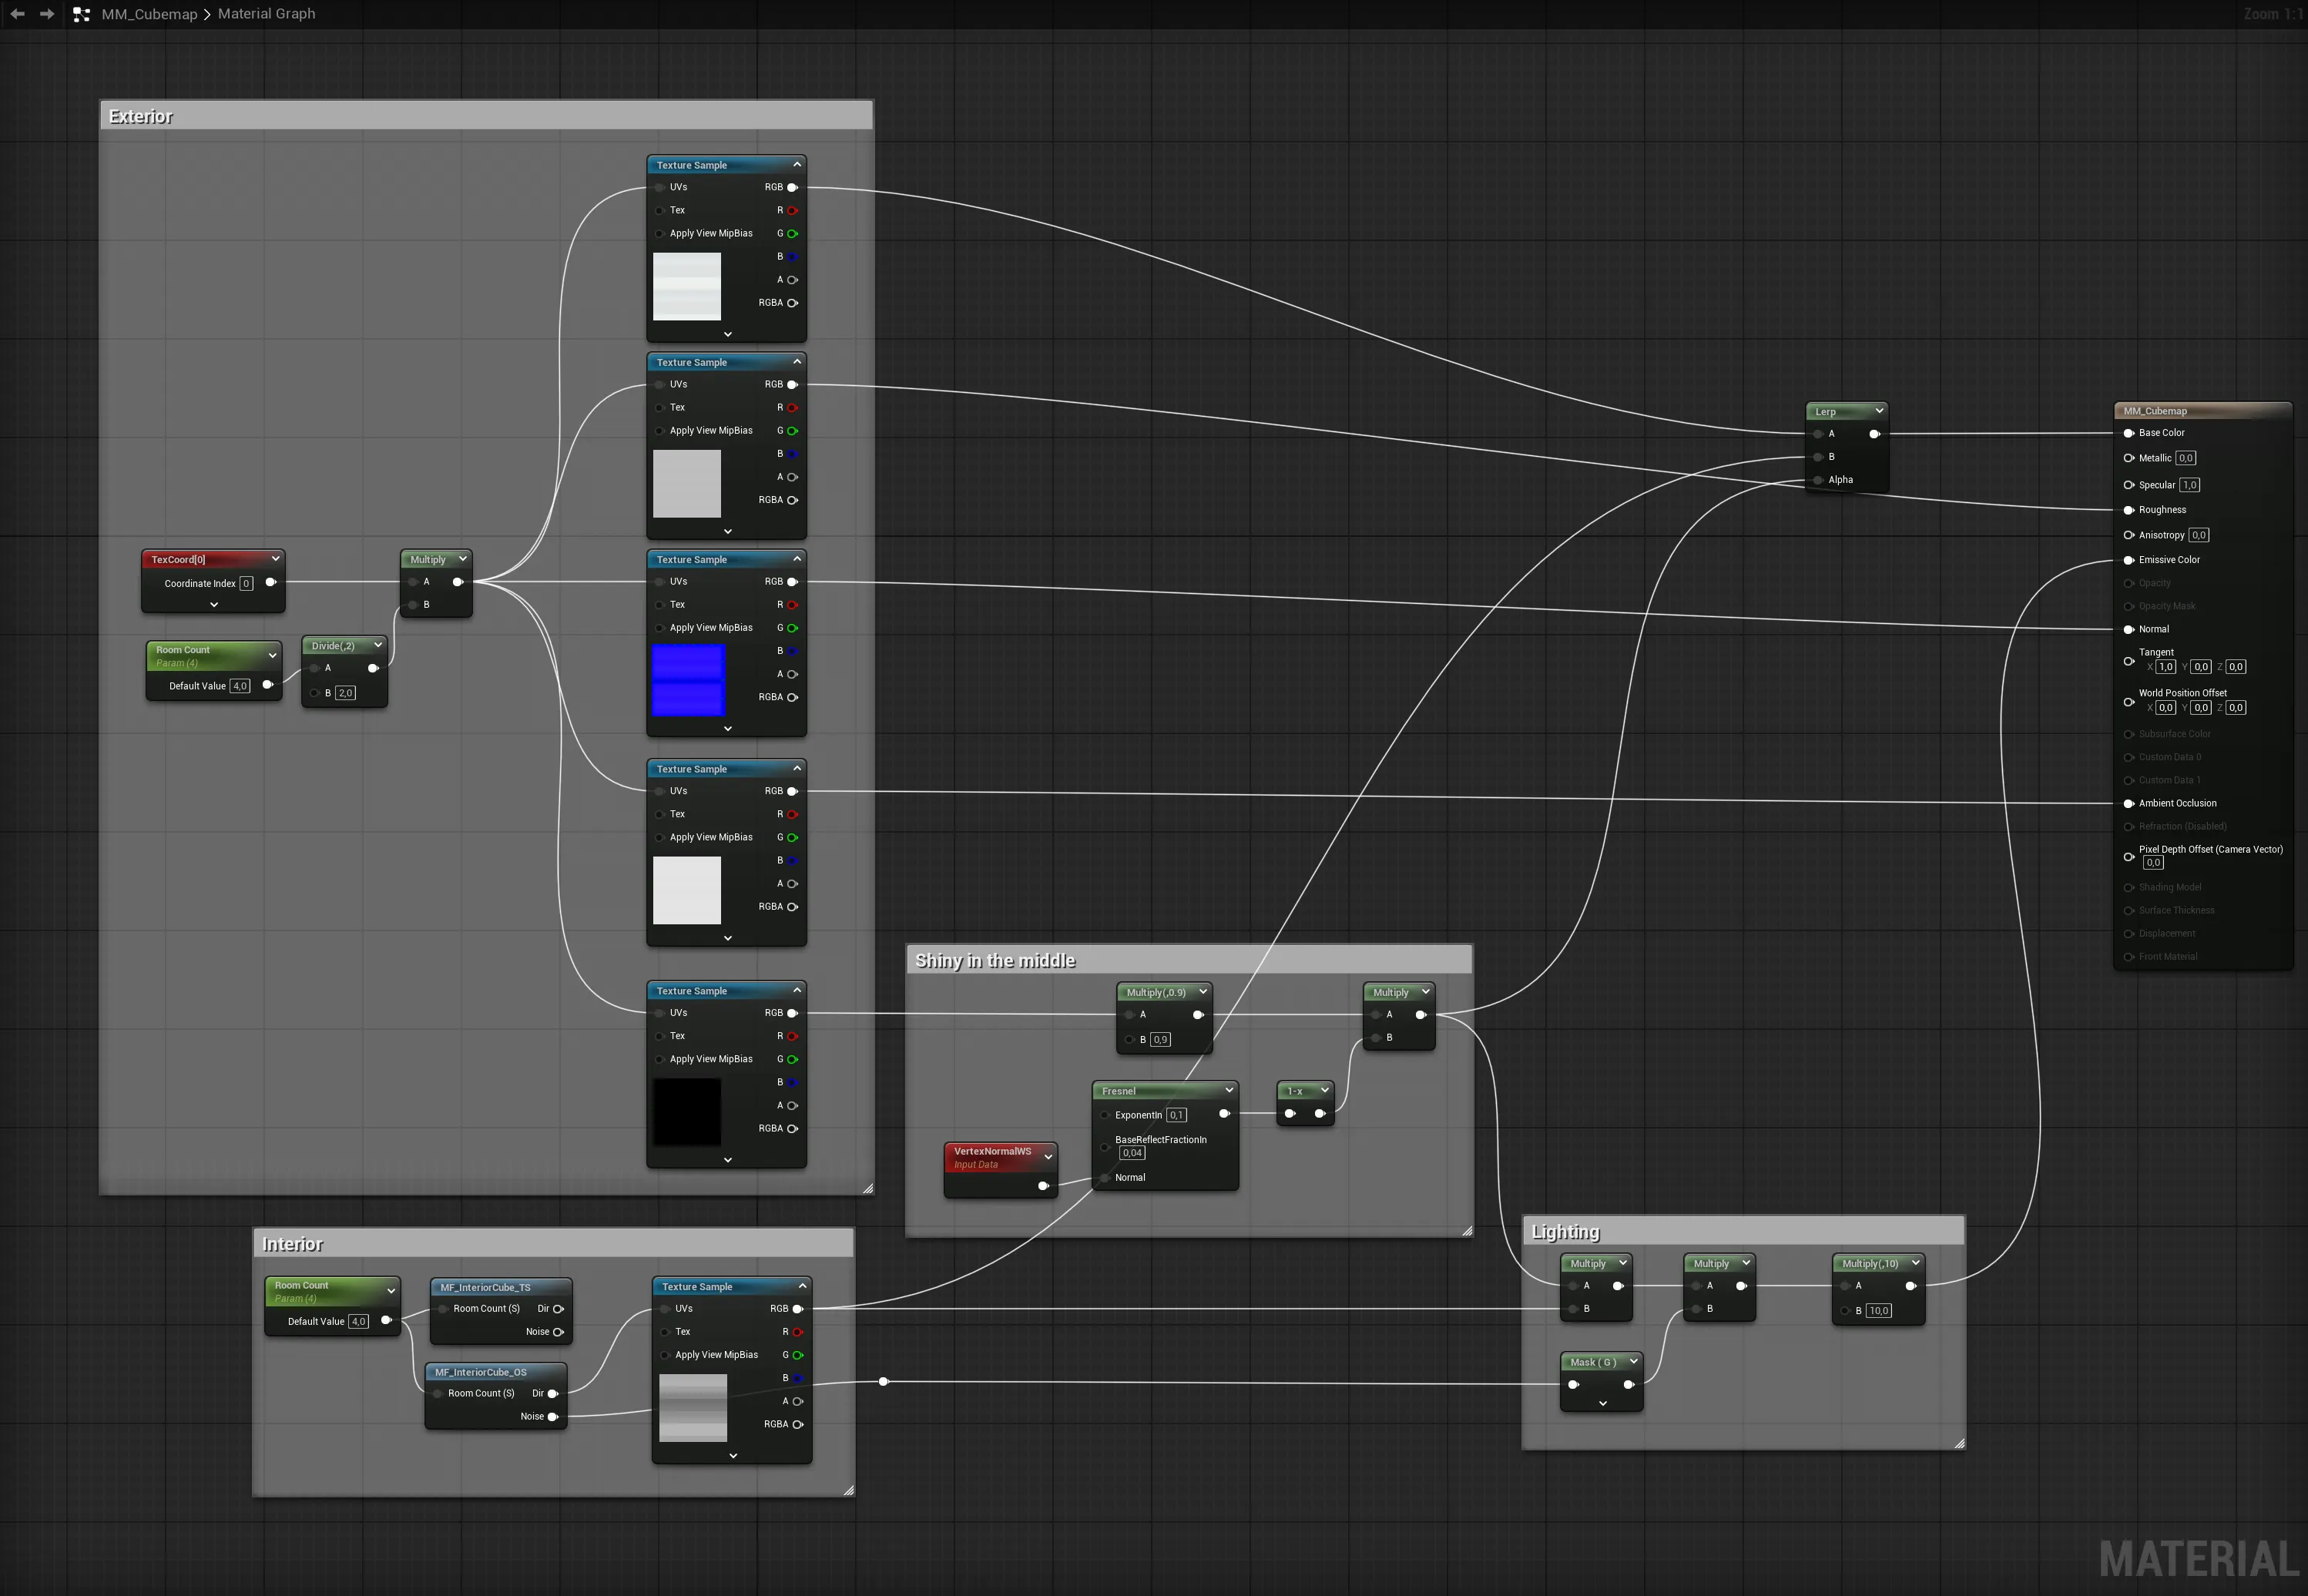 MM_Cubemap > Material Graph
Zoom 1:1
Exterior
Texture Sample
UVs RGB
Tex R
Apply View MipBias G
B
A
RGBA
Texture Sample
UVs RGB
Tex R
Apply View MipBias G
B
A
RGBA
TexCoord[0]
Coordinate Index 0
Multiply
A
B
Room Count
Param (4)
Default Value 4,0
Divide(,2)
A
B 2,0
Texture Sample
UVs RGB
Tex R
Apply View MipBias G
B
A
RGBA
Texture Sample
UVs RGB
Tex R
Apply View MipBias G
B
A
RGBA
Texture Sample
UVs RGB
Tex R
Apply View MipBias G
B
A
RGBA
Lerp
A
B
Alpha
MM_Cubemap
Base Color
Metallic 0,0
Specular 1,0
Roughness
Anisotropy 0,0
Emissive Color
Opacity
Opacity Mask
Normal
Tangent
X 1,0 Y 0,0 Z 0,0
World Position Offset
X 0,0 Y 0,0 Z 0,0
Subsurface Color
Custom Data 0
Custom Data 1
Ambient Occlusion
Refraction (Disabled)
Pixel Depth Offset (Camera Vector)
0,0
Shading Model
Surface Thickness
Displacement
Front Material
Shiny in the middle
Multiply(,0.9)
A
B 0,9
Multiply
A
B
Fresnel
ExponentIn 0,1
BaseReflectFractionIn
0,04
Normal
1-x
VertexNormalWS
Input Data
Interior
Room Count
Param (4)
Default Value 4,0
MF_InteriorCube_TS
Room Count (S) Dir
Noise
MF_InteriorCube_OS
Room Count (S) Dir
Noise
Texture Sample
UVs RGB
Tex R
Apply View MipBias G
B
A
RGBA
Lighting
Multiply
A
B
Multiply
A
B
Multiply(,10)
A
B 10,0
Mask ( G )
MATERIAL